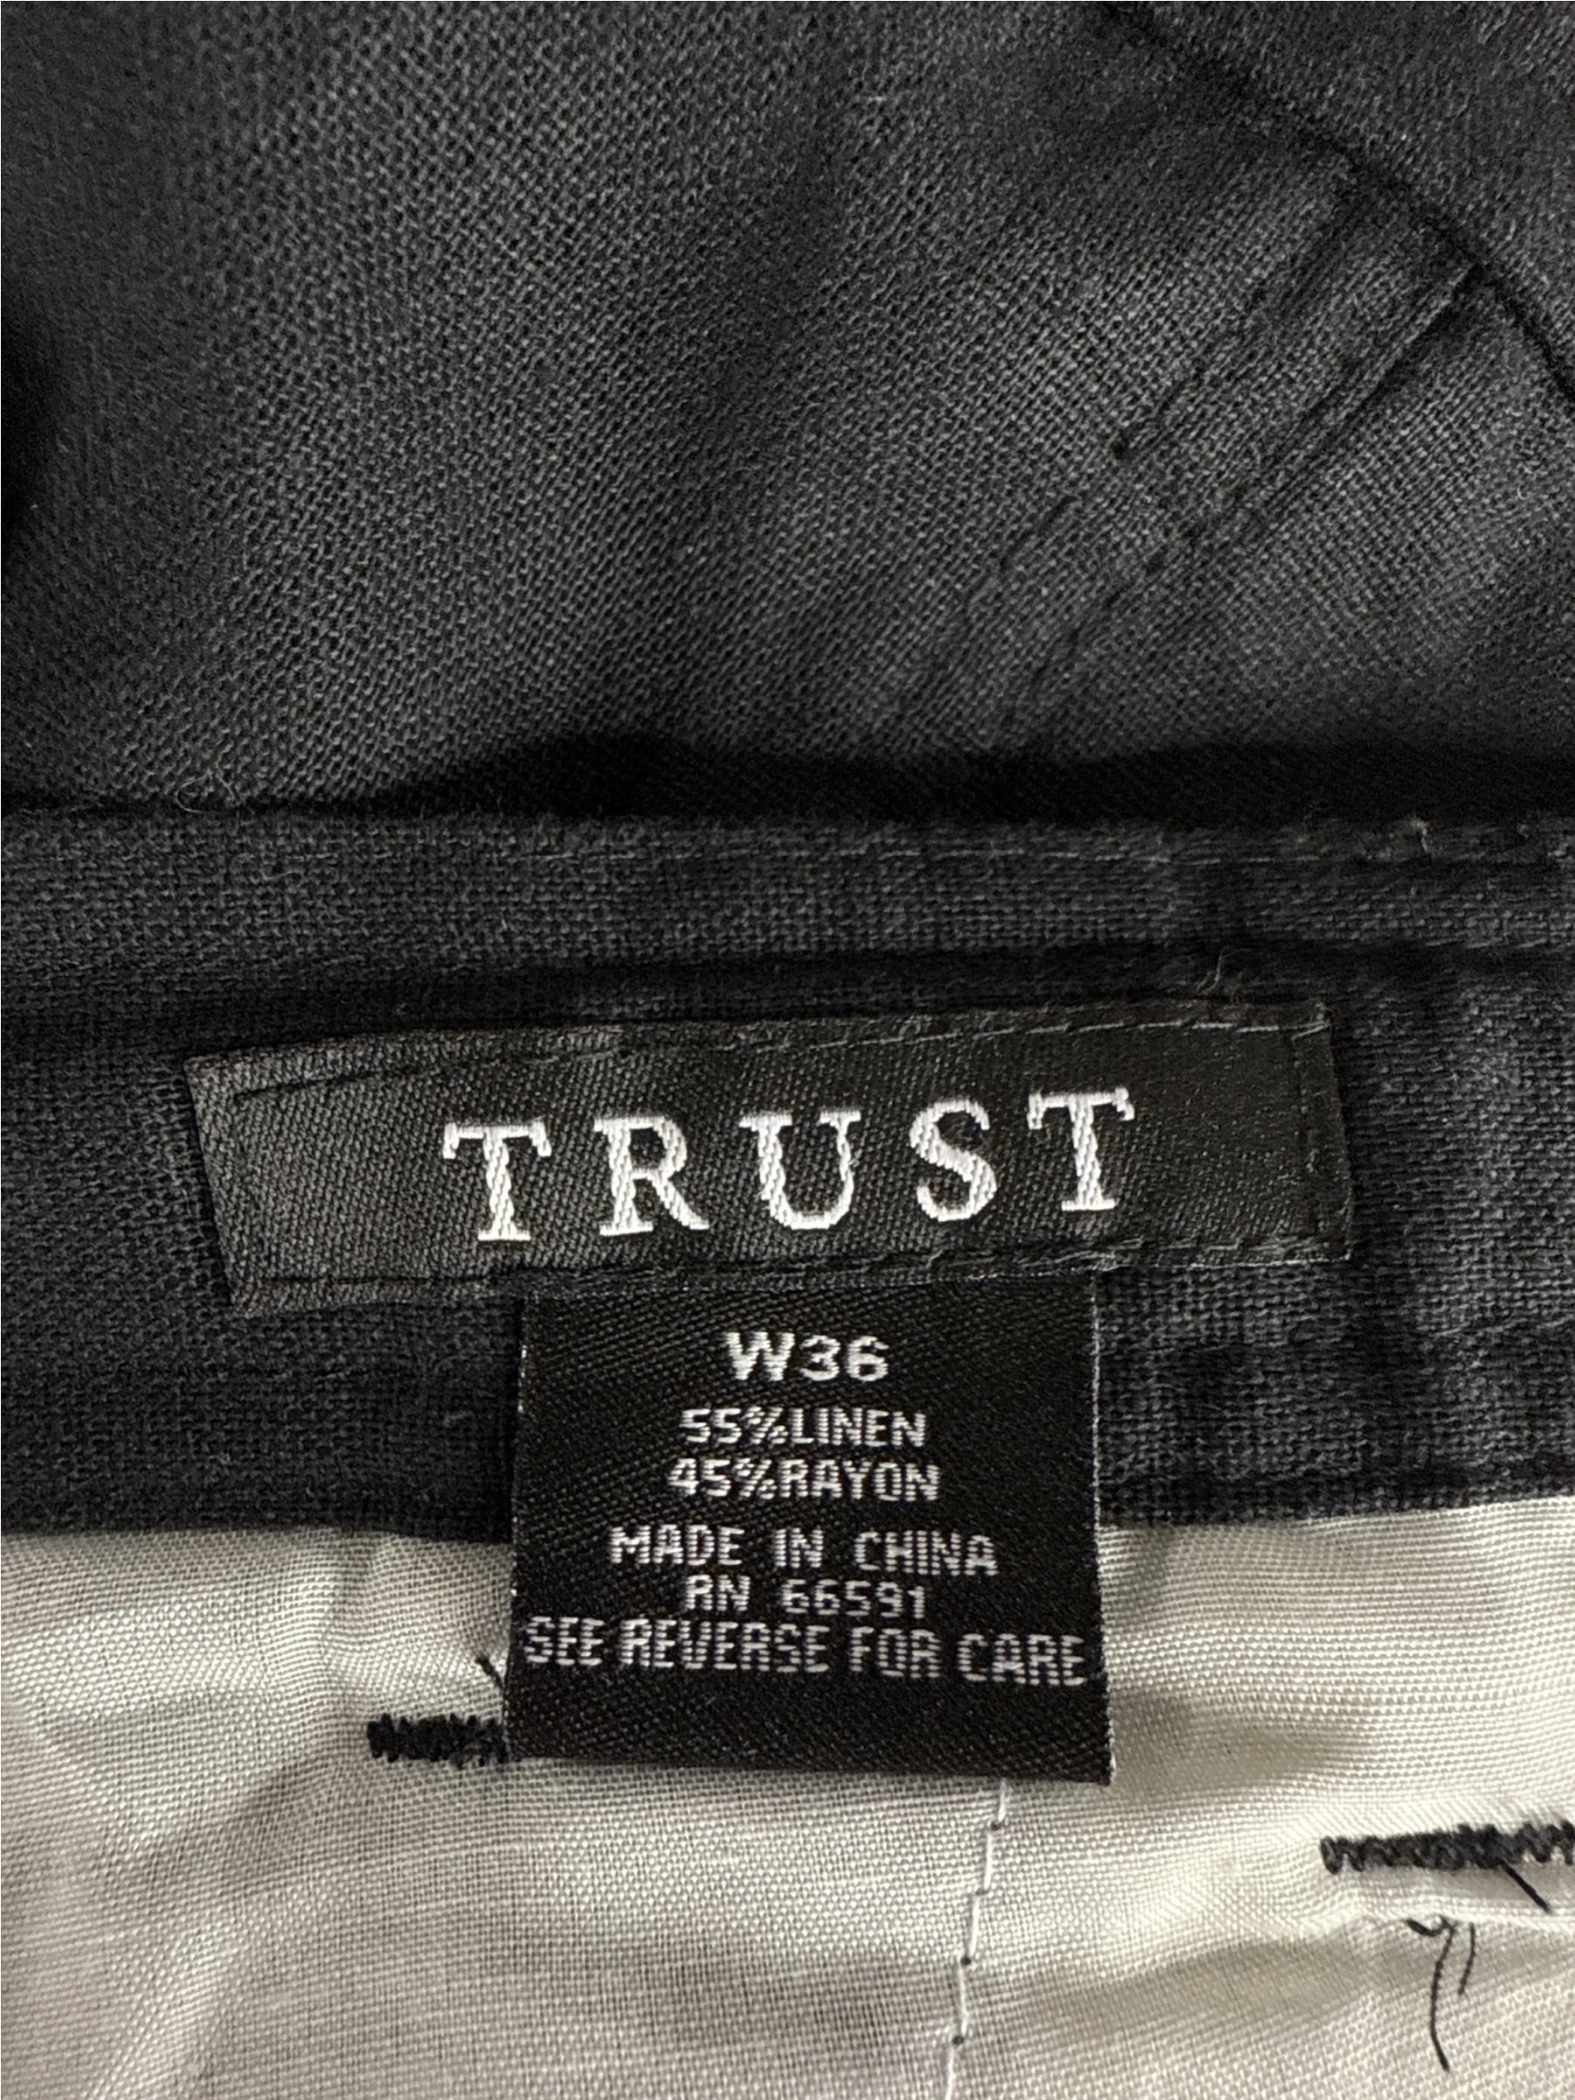 TRUST
W36
55%LINEN
45%RAYON
MADE IN CHINA
RN 66591
SEE REVERSE FOR CARE